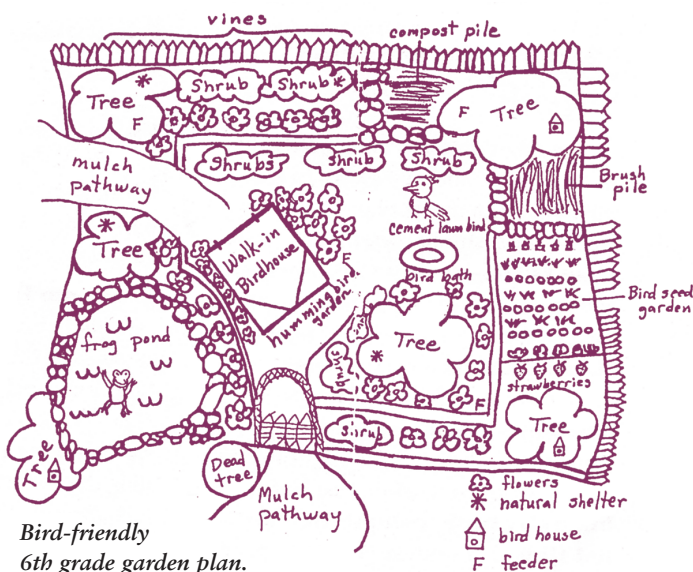 vines
compost pile
Tree
F
Shrub
Shrub
F
Tree
Shrubs
Shrub
Shrub
mulch
pathway
Brush
pile
cement lawn bird
Tree
Walk-in
Birdhouse
F
bird bath
hummingbird
garden
Bird seed
garden
frog pond
Tree
strawberries
F
Tree
Shrub
Tree
Dead
tree
Mulch
pathway
flowers
natural shelter
bird house
F feeder
Bird-friendly
6th grade garden plan.